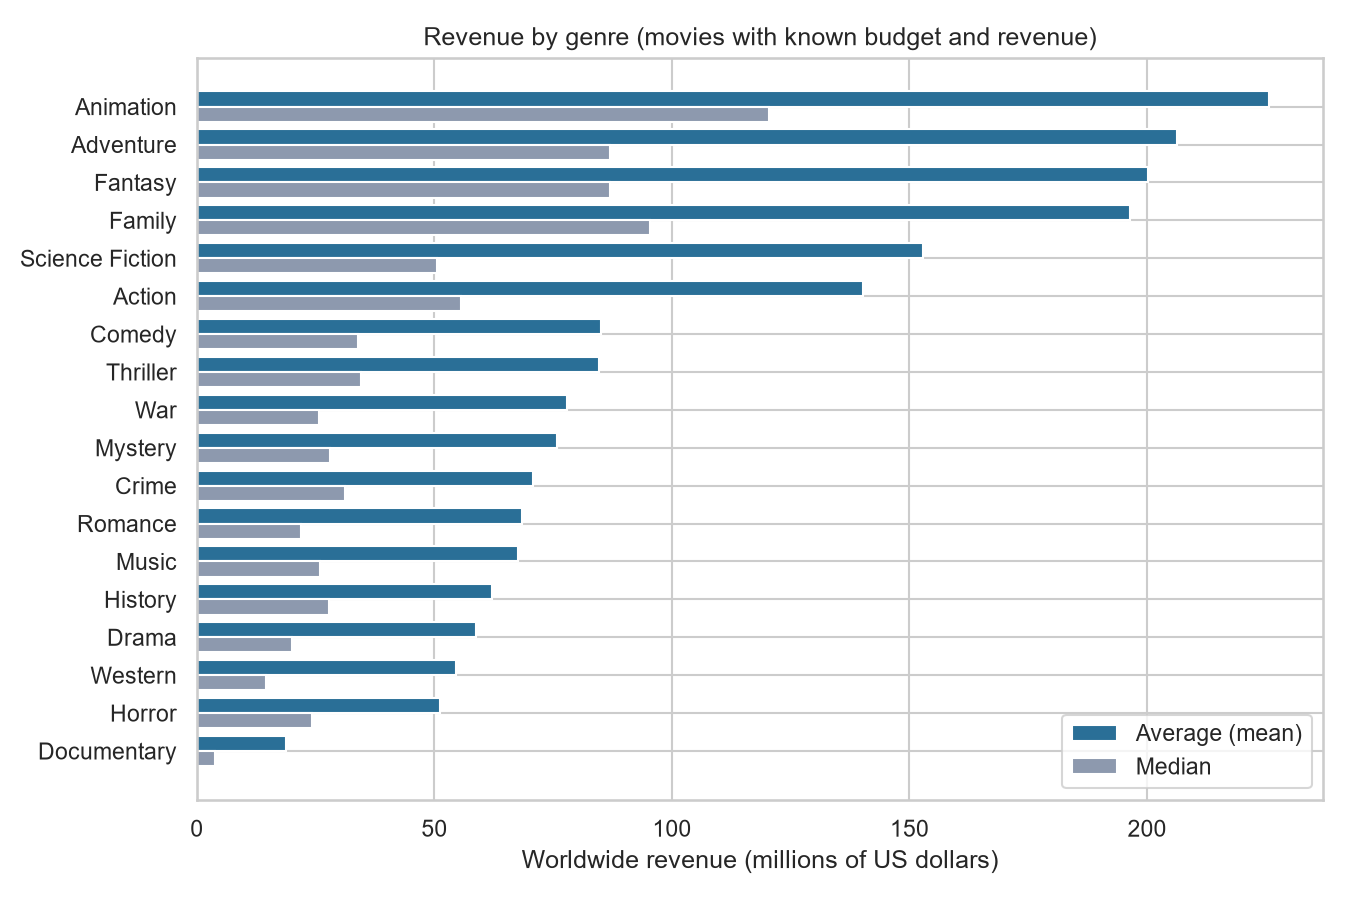 Revenue by genre (movies with known budget and revenue)
Animation
Adventure
Fantasy
Family
Science Fiction
Action
Comedy
Thriller
War
Mystery
Crime
Romance
Music
History
Drama
Western
Horror
Documentary
Average (mean)
Median
0 50 100 150 200
Worldwide revenue (millions of US dollars)